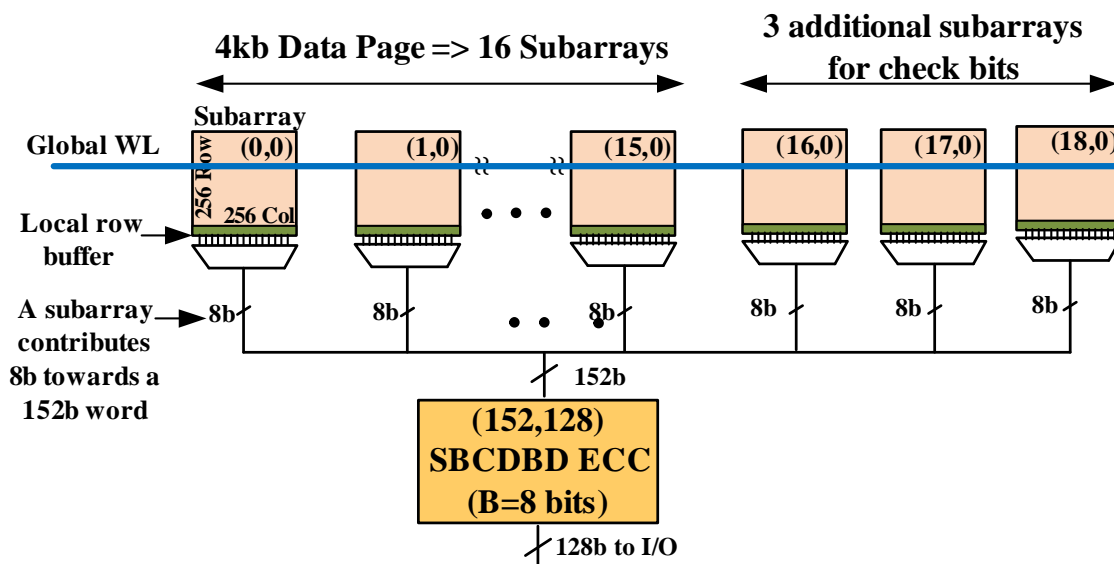 4kb Data Page => 16 Subarrays
3 additional subarrays
for check bits
Subarray
Global WL
(0,0)
(1,0)
(15,0)
(16,0)
(17,0)
(18,0)
256 Row
256 Col
Local row
buffer
A subarray
contributes
8b towards a
152b word
8b
8b
8b
8b
8b
8b
152b
(152,128)
SBCDBD ECC
(B=8 bits)
128b to I/O